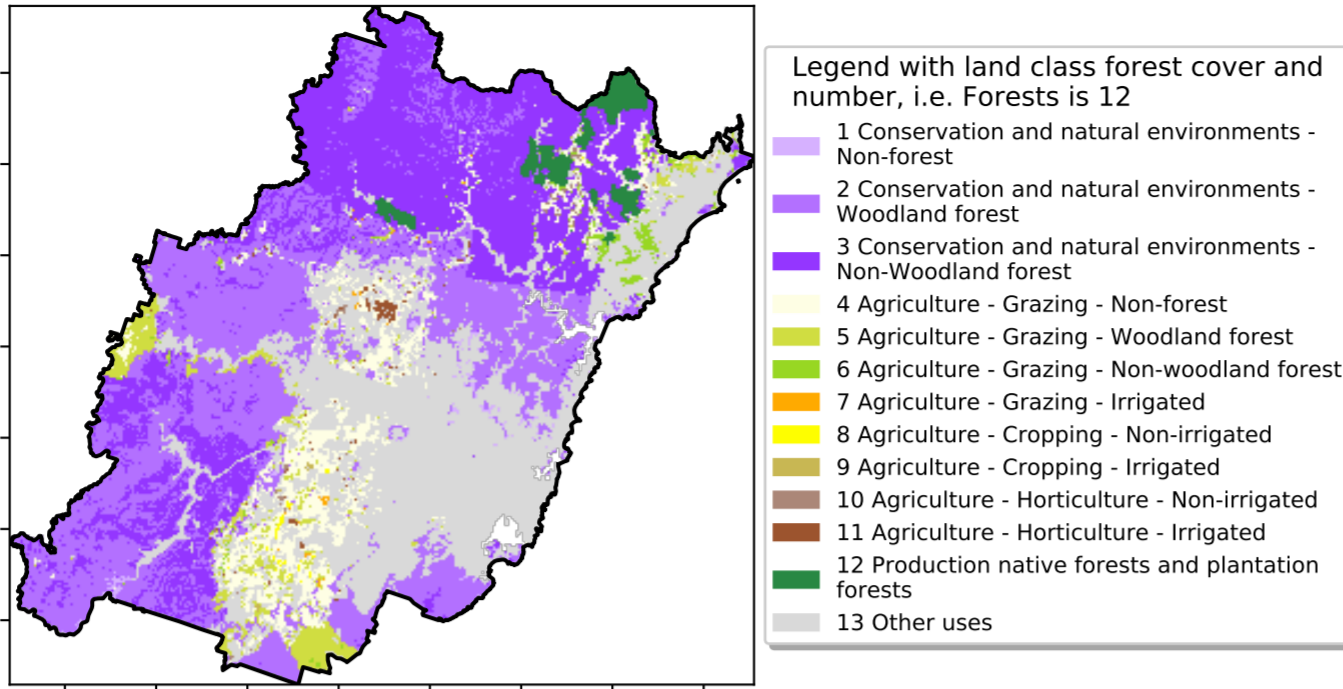 Legend with land class forest cover and
number, i.e. Forests is 12
1 Conservation and natural environments -
Non-forest
2 Conservation and natural environments -
Woodland forest
3 Conservation and natural environments -
Non-Woodland forest
4 Agriculture - Grazing - Non-forest
5 Agriculture - Grazing - Woodland forest
6 Agriculture - Grazing - Non-woodland forest
7 Agriculture - Grazing - Irrigated
8 Agriculture - Cropping - Non-irrigated
9 Agriculture - Cropping - Irrigated
10 Agriculture - Horticulture - Non-irrigated
11 Agriculture - Horticulture - Irrigated
12 Production native forests and plantation
forests
13 Other uses